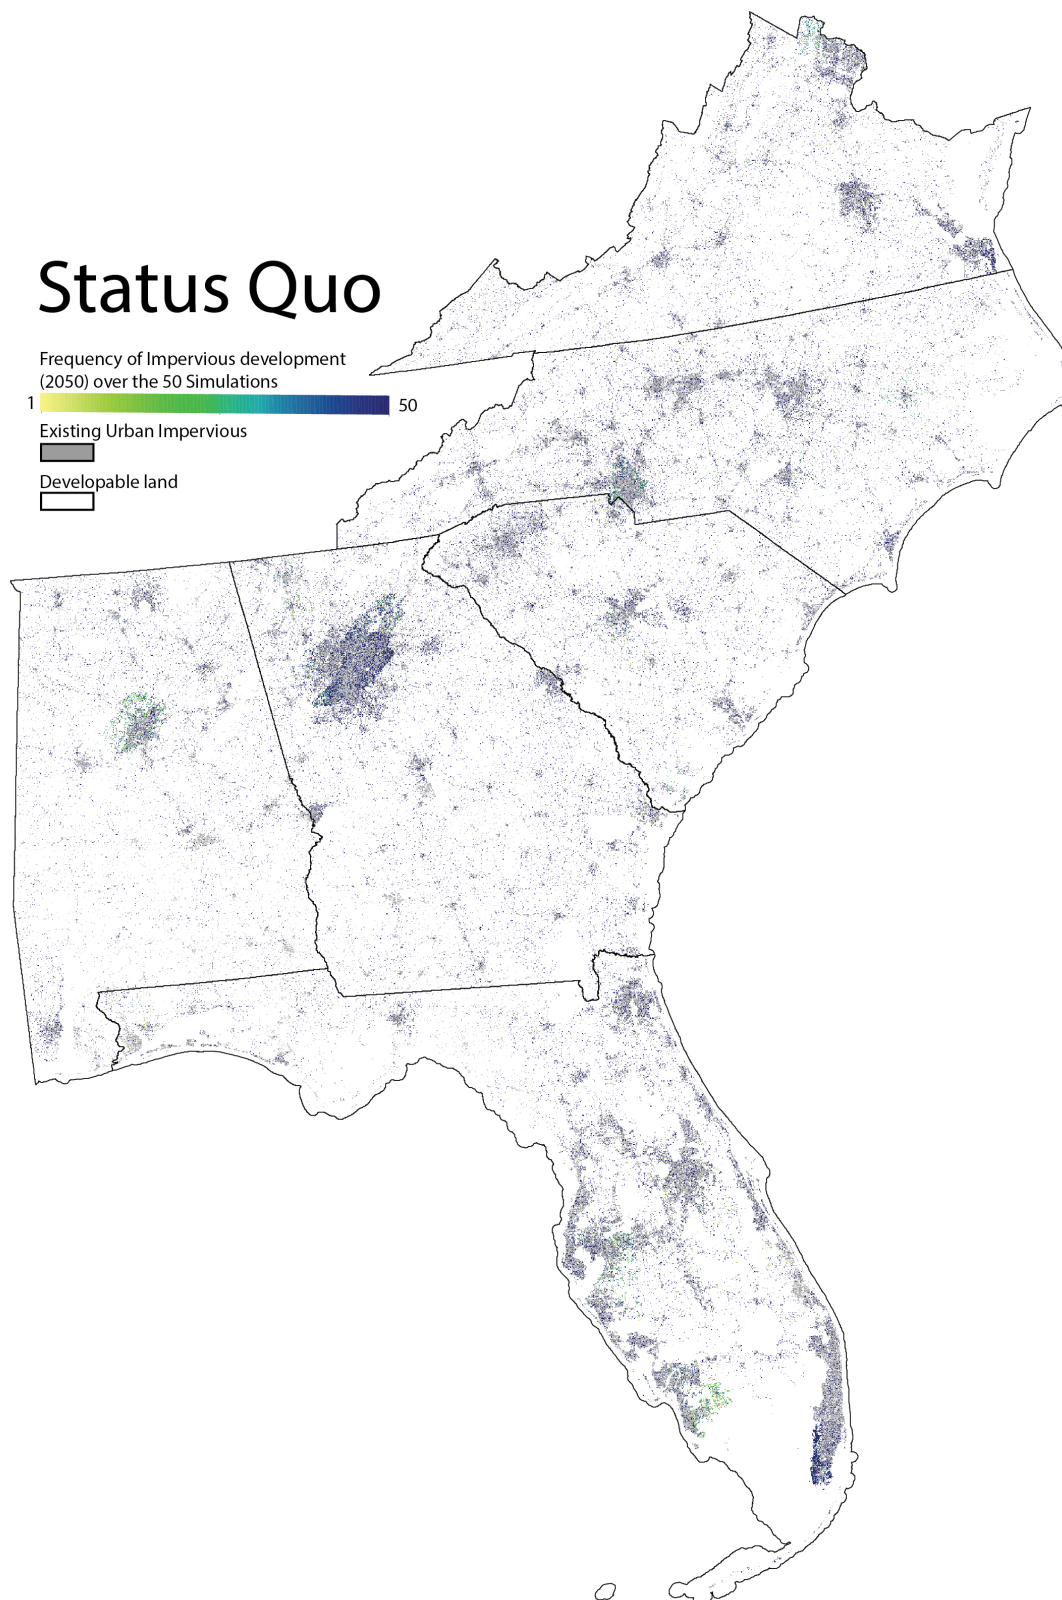 Status Quo
Frequency of Impervious development
(2050) over the 50 Simulations
1 50
Existing Urban Impervious
Developable land